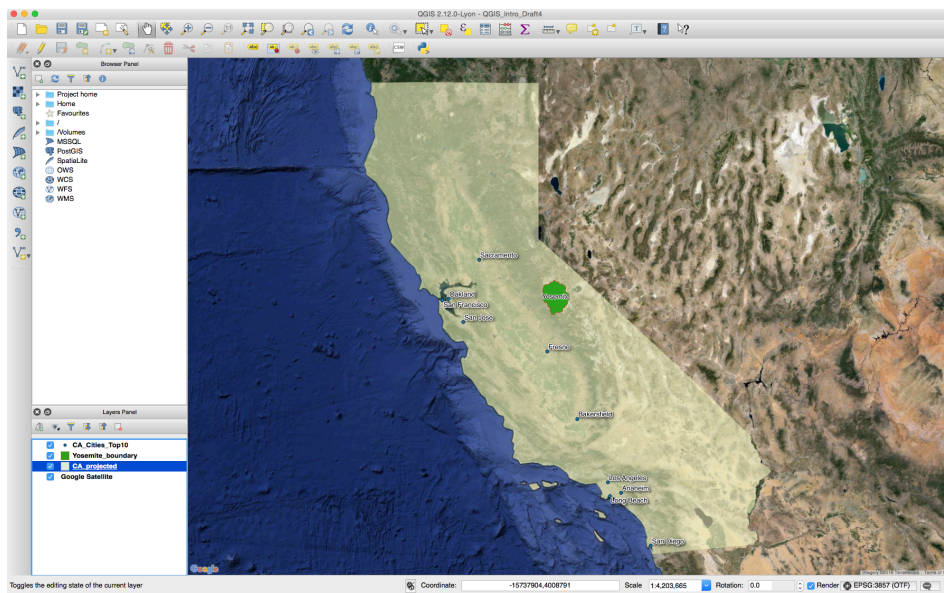 QGIS 2.12.0-Lyon - QGIS_Intro_Draft4
Browser Panel
Project home
Home
Favourites
/
/Volumes
MSSQL
PostGIS
SpatiaLite
OWS
WCS
WFS
WMS
Layers Panel
CA_Cities_Top10
Yosemite_boundary
CA_projected
Google Satellite
Sacramento
Oakland
San Francisco
San Jose
Yosemite
Fresno
Bakersfield
Los Angeles
Anaheim
Long Beach
San Diego
Google
Toggles the editing state of the current layer
Coordinate: -15737904,4008791 Scale 1:4,203,665 Rotation: 0.0 Render EPSG:3857 (OTF)